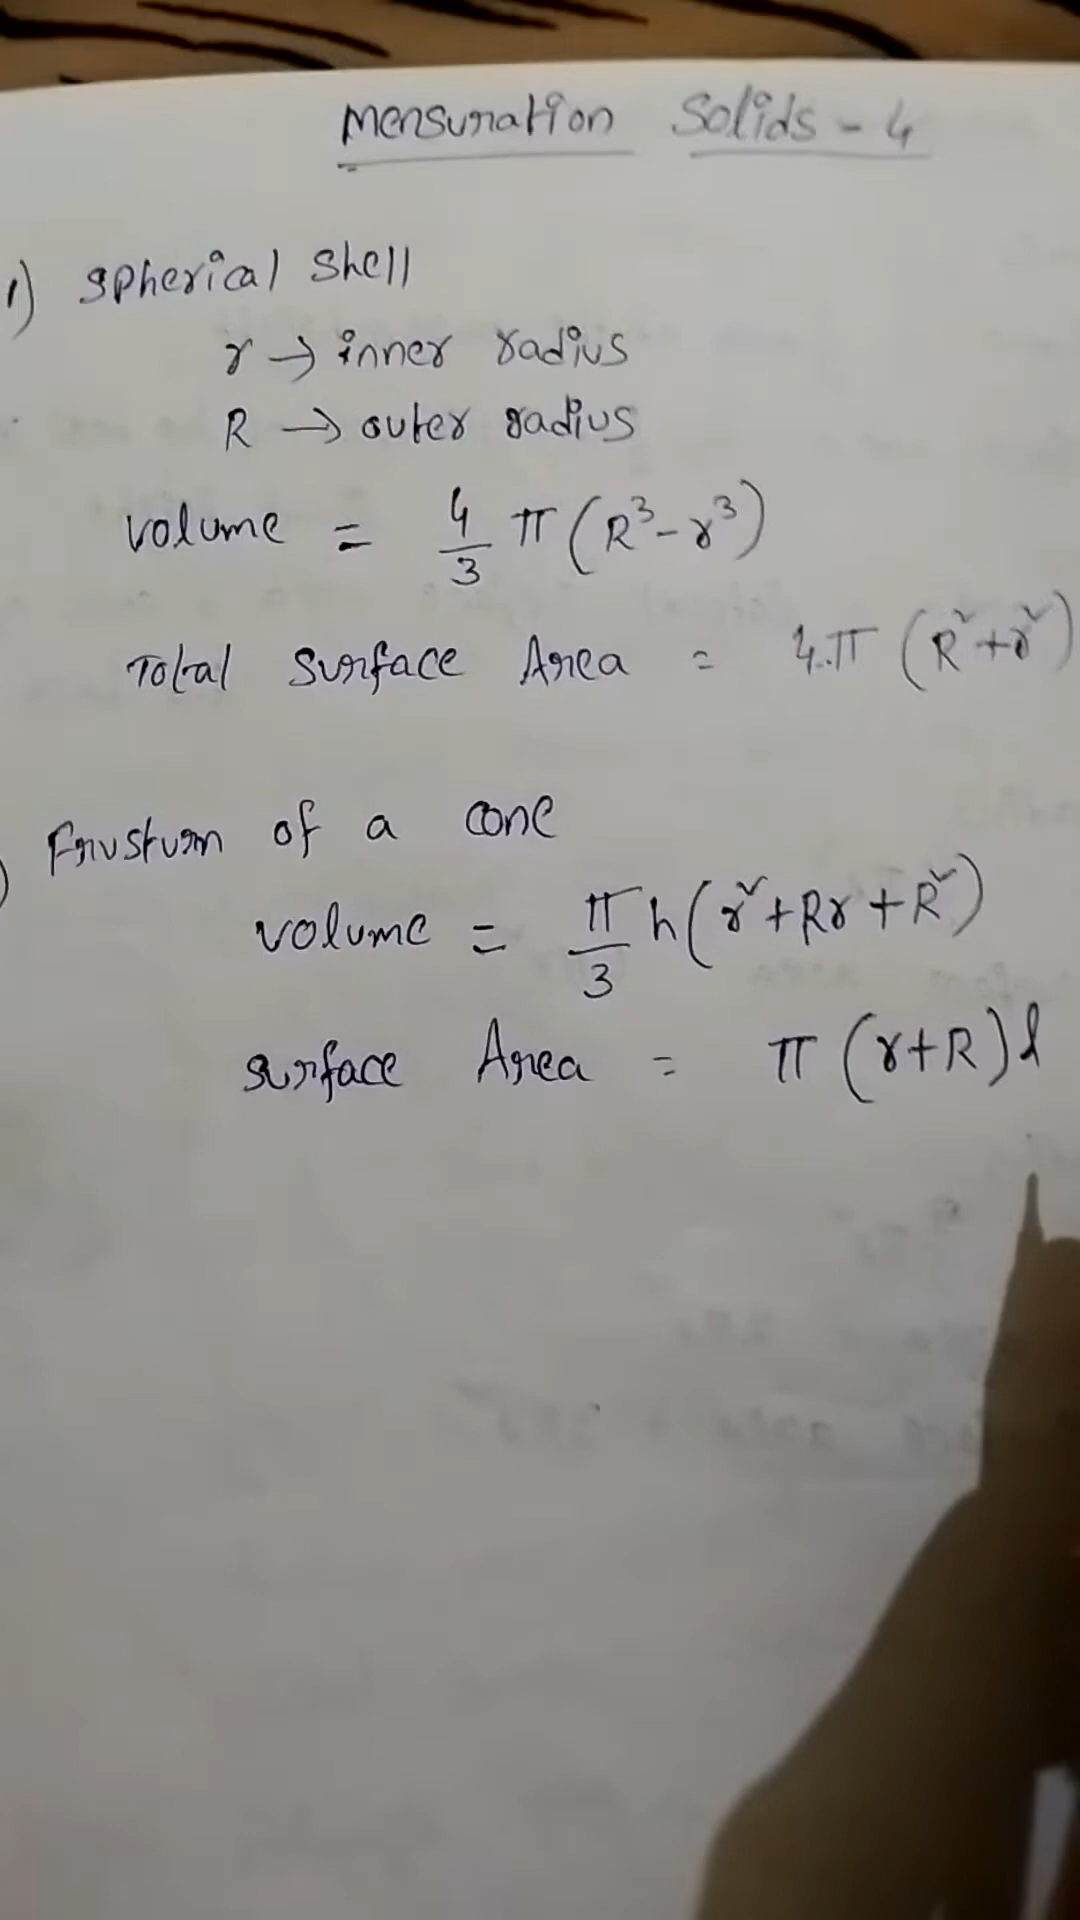 Mensuration Solids - 4
1) Spherical Shell
r → inner radius
R → outer radius
Volume = 4/3 π (R³ - r³)
Total Surface Area = 4.π (R² + r²)
) Frustum of a cone
volume = π/3 h (r² + Rr + R²)
surface Area = π (r + R) l